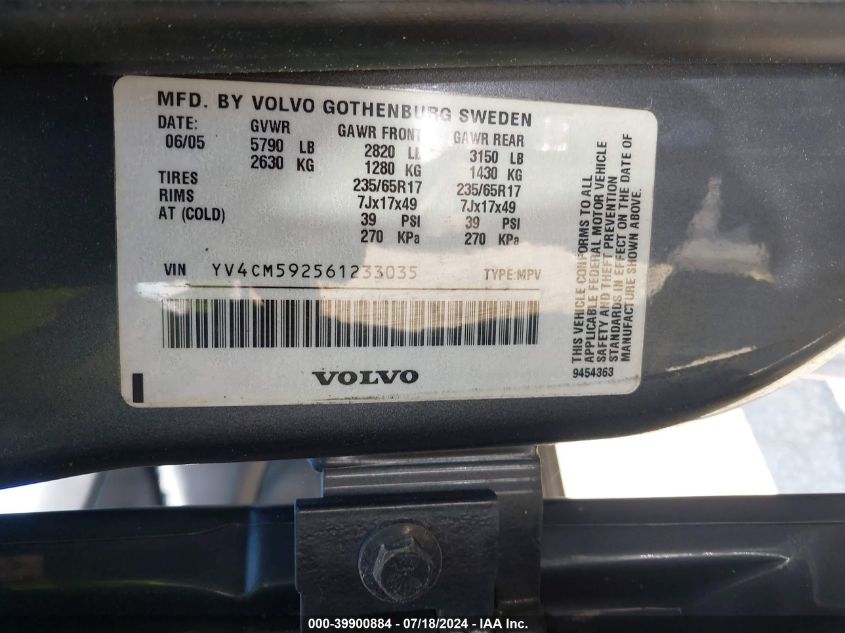 MFD. BY VOLVO GOTHENBURG SWEDEN
DATE: GVWR GAWR FRONT GAWR REAR
06/05 5790 LB 2820 LB 3150 LB
2630 KG 1280 KG 1430 KG
TIRES 235/65R17 235/65R17
RIMS 7Jx17x49 7Jx17x49
AT (COLD) 39 PSI 39 PSI
270 KPa 270 KPa
VIN YV4CM592561233035 TYPE:MPV
VOLVO
THIS VEHICLE CONFORMS TO ALL
APPLICABLE FEDERAL MOTOR VEHICLE
SAFETY AND THEFT PREVENTION
STANDARDS IN EFFECT ON THE DATE OF
MANUFACTURE SHOWN ABOVE.
9454363
000-39900884 - 07/18/2024 - IAA Inc.